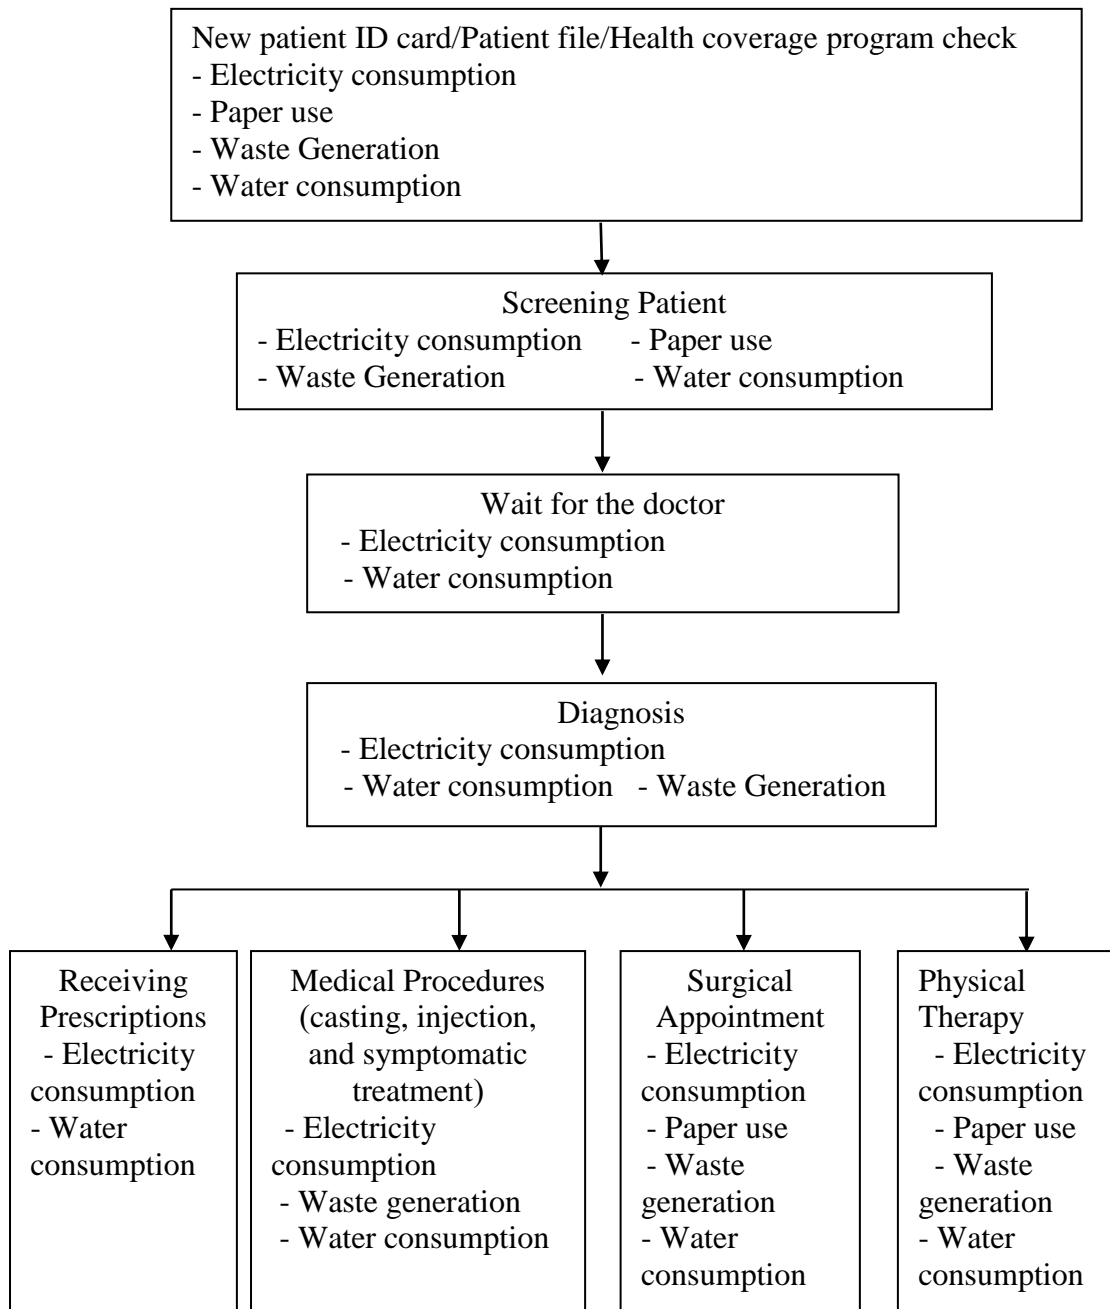 New patient ID card/Patient file/Health coverage program check
- Electricity consumption
- Paper use
- Waste Generation
- Water consumption
Screening Patient
- Electricity consumption - Paper use
- Waste Generation - Water consumption
Wait for the doctor
- Electricity consumption
- Water consumption
Diagnosis
- Electricity consumption
- Water consumption - Waste Generation
Receiving
Prescriptions
- Electricity
consumption
- Water
consumption
Medical Procedures
(casting, injection,
and symptomatic
treatment)
- Electricity
consumption
- Waste generation
- Water consumption
Surgical
Appointment
- Electricity
consumption
- Paper use
- Waste
generation
- Water
consumption
Physical
Therapy
- Electricity
consumption
- Paper use
- Waste
generation
- Water
consumption